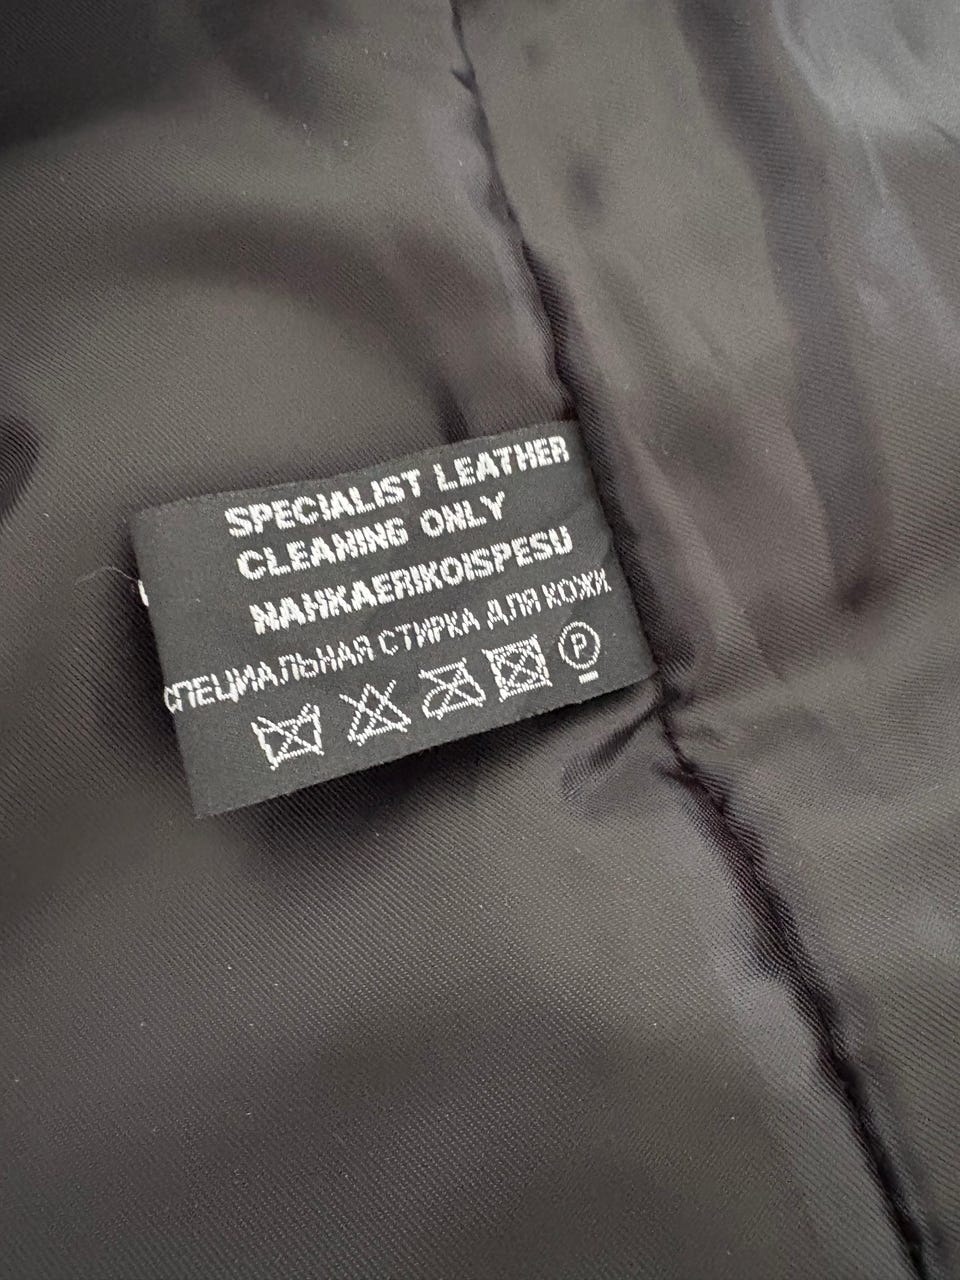 SPECIALIST LEATHER
CLEANING ONLY
NAHKAERIKOISPESU
СПЕЦИАЛЬНАЯ СТИРКА ДЛЯ КОЖИ
P